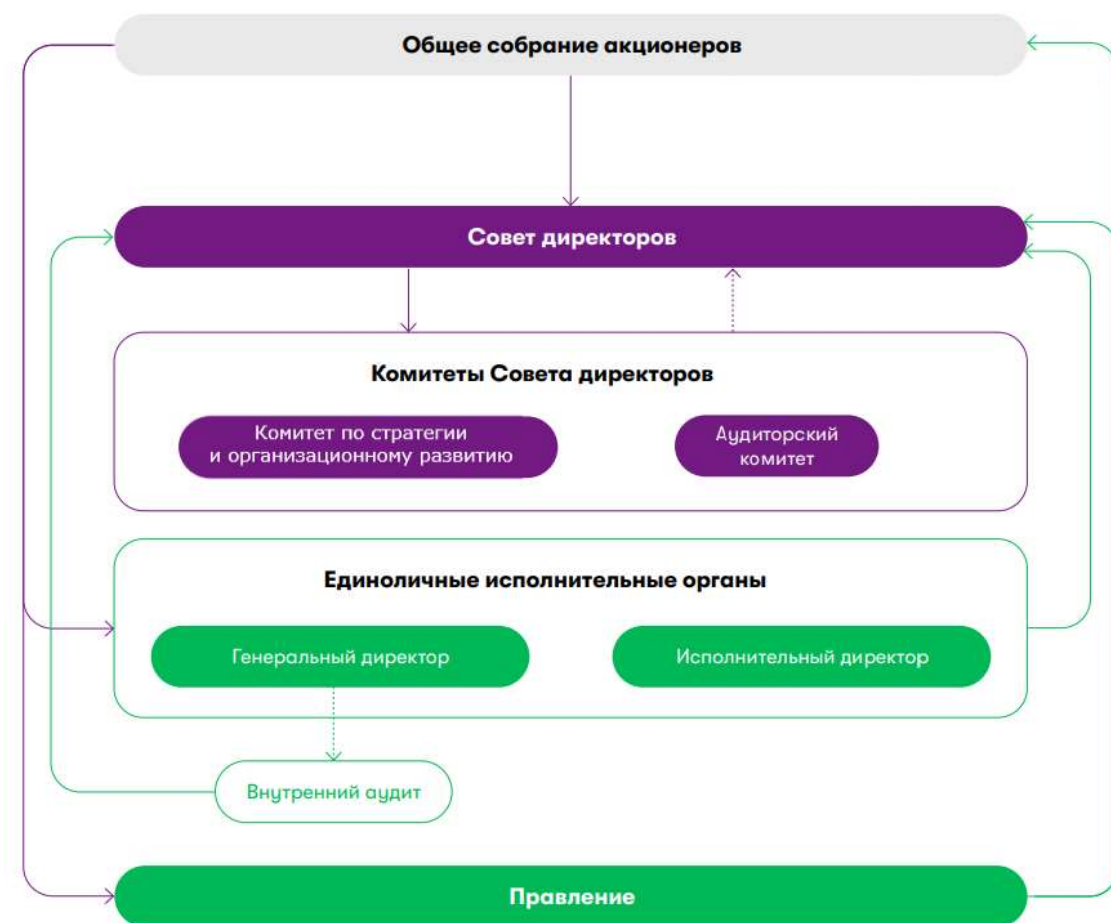 Общее собрание акционеров
Совет директоров
Комитеты Совета директоров
Комитет по стратегии
и организационному развитию
Аудиторский
комитет
Единоличные исполнительные органы
Генеральный директор
Исполнительный директор
Внутренний аудит
Правление